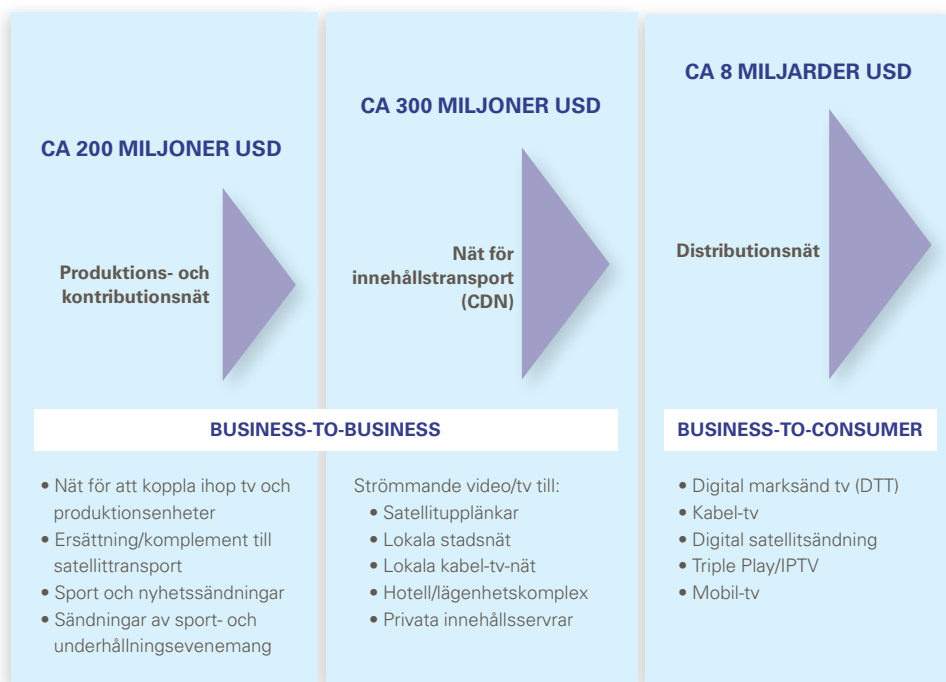 CA 200 MILJONER USD
Produktions- och
kontributionsnät
CA 300 MILJONER USD
Nät för
innehållstransport
(CDN)
CA 8 MILJARDER USD
Distributionsnät
BUSINESS-TO-BUSINESS
BUSINESS-TO-CONSUMER
• Nät för att koppla ihop tv och
produktionsenheter
• Ersättning/komplement till
satellittransport
• Sport och nyhetssändningar
• Sändningar av sport- och
underhållningsevenemang
Strömmande video/tv till:
• Satellitupplänkar
• Lokala stadsnät
• Lokala kabel-tv-nät
• Hotell/lägenhetskomplex
• Privata innehållsservrar
• Digital marksänd tv (DTT)
• Kabel-tv
• Digital satellitsändning
• Triple Play/IPTV
• Mobil-tv